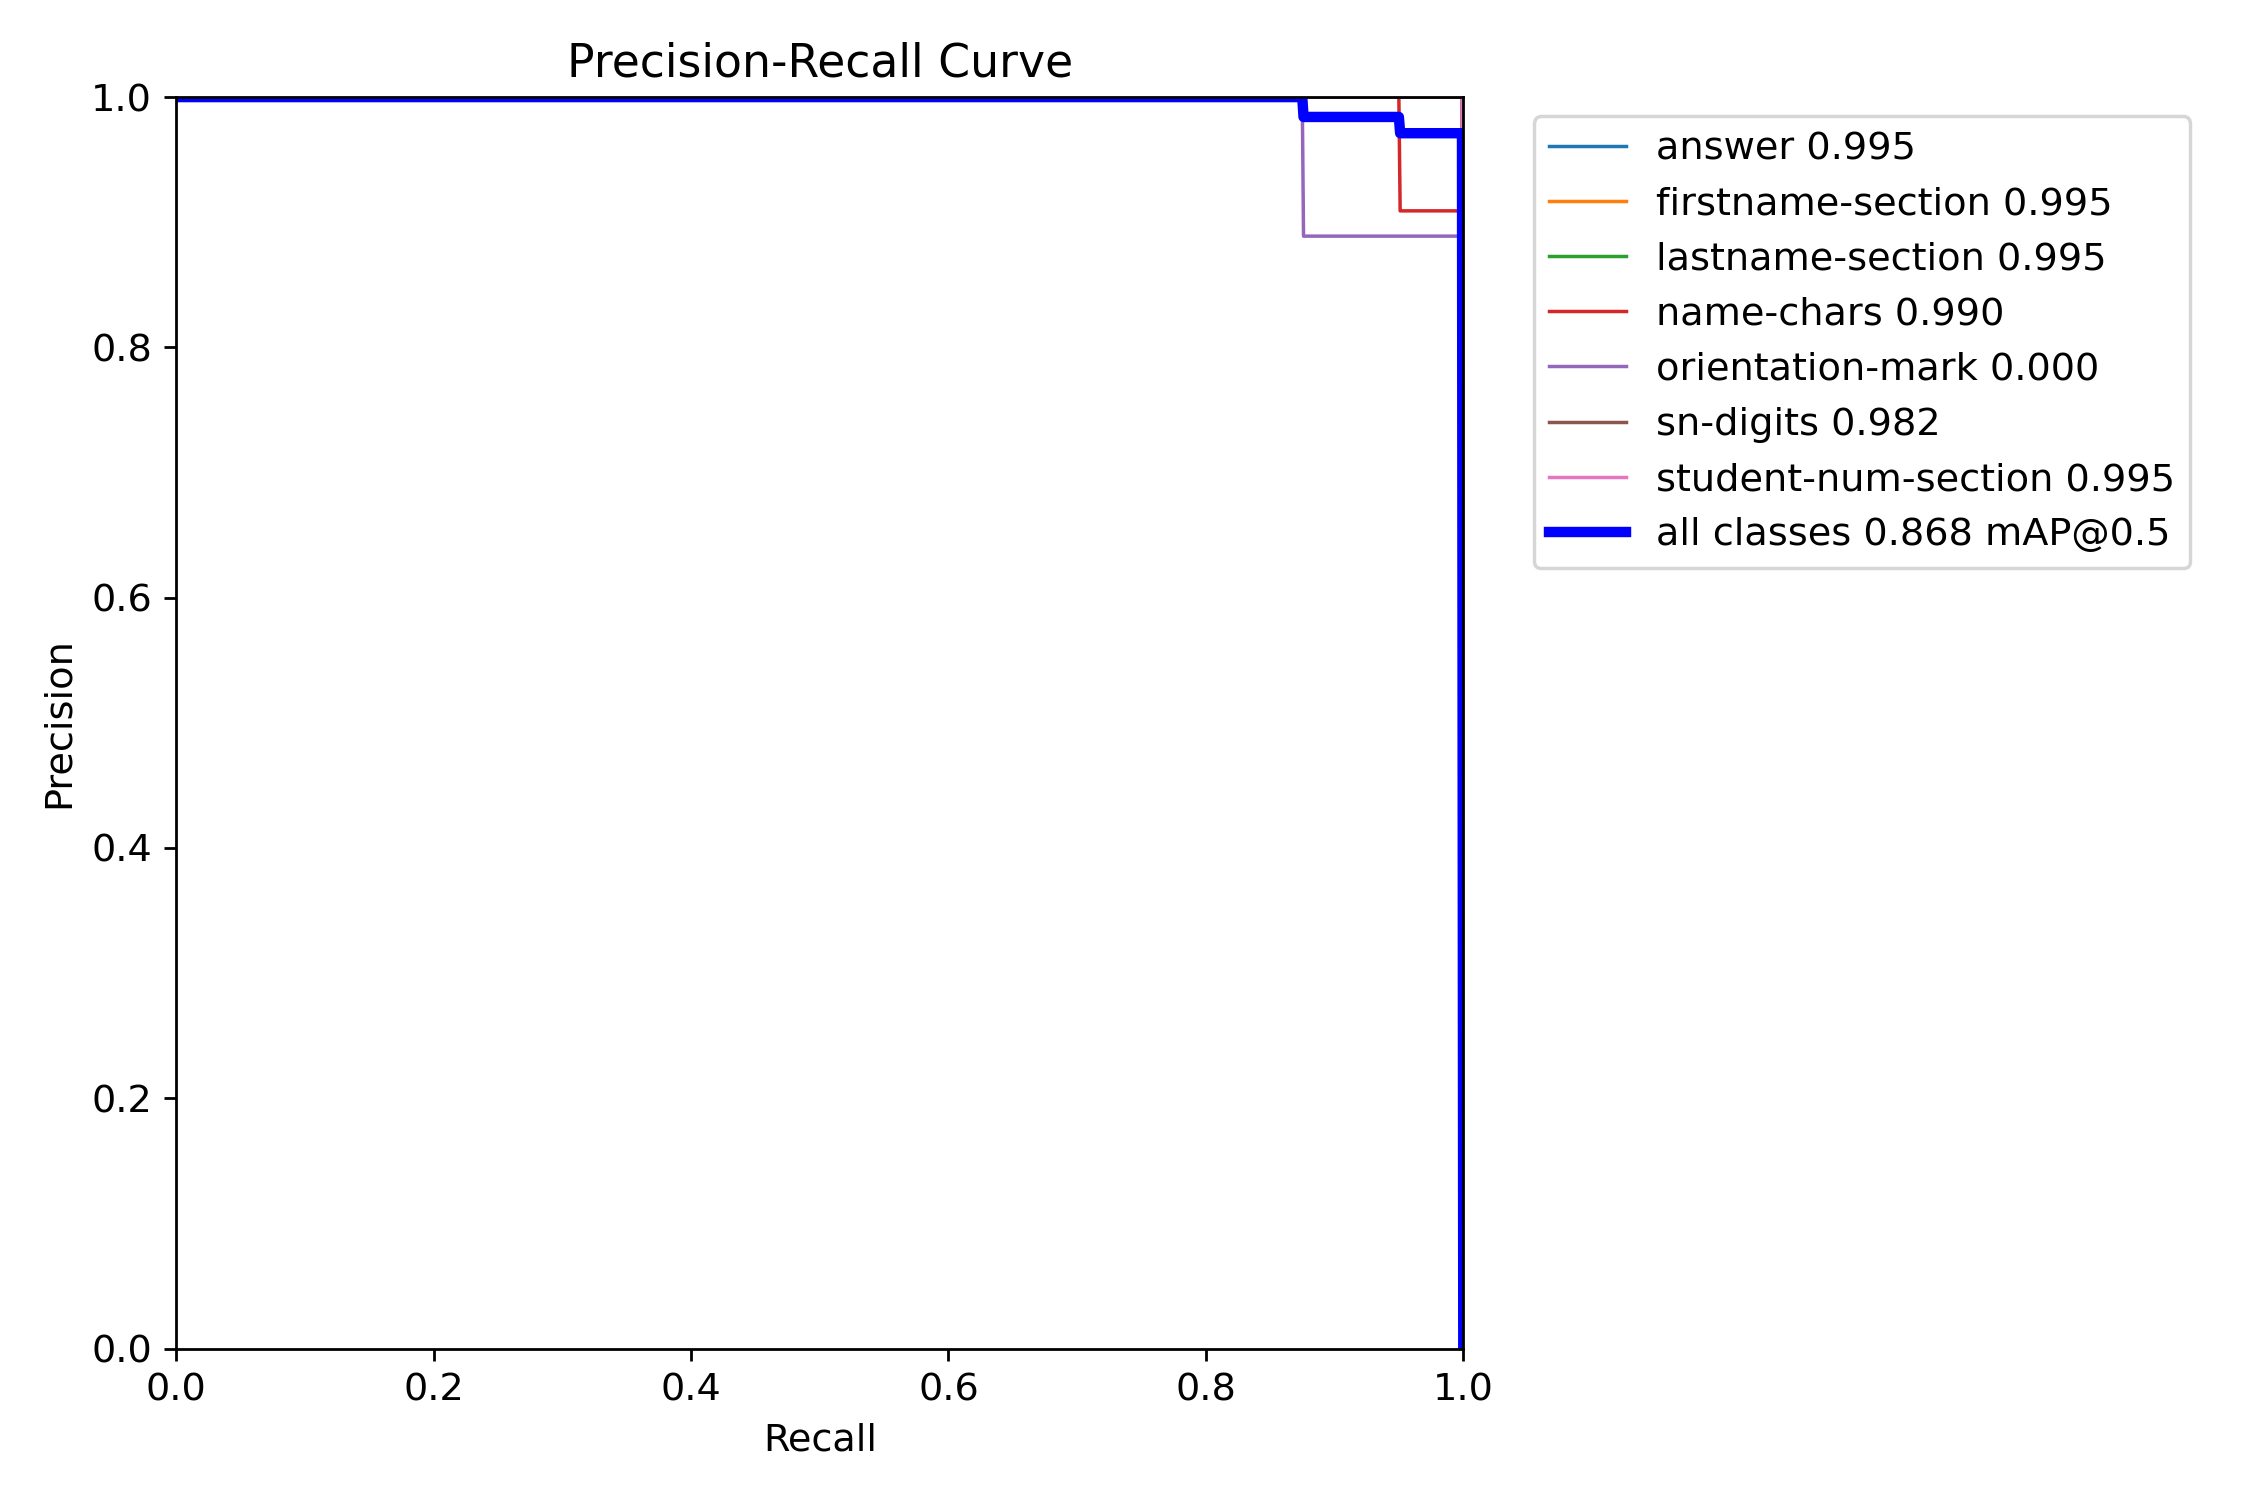 Precision-Recall Curve
1.0
0.8
0.6
0.4
0.2
0.0
Precision
0.0 0.2 0.4 0.6 0.8 1.0
Recall
answer 0.995
firstname-section 0.995
lastname-section 0.995
name-chars 0.990
orientation-mark 0.000
sn-digits 0.982
student-num-section 0.995
all classes 0.868 mAP@0.5